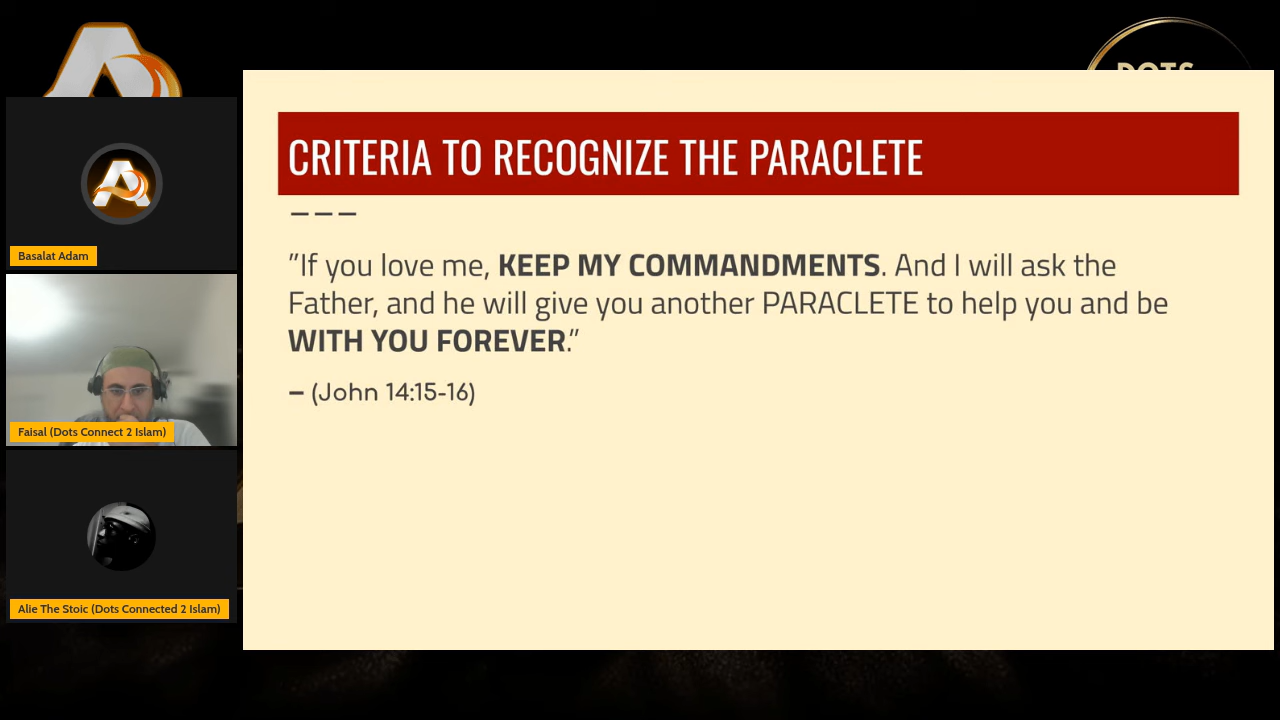 DOTS
CRITERIA TO RECOGNIZE THE PARACLETE
–––
”If you love me, KEEP MY COMMANDMENTS. And I will ask the
Father, and he will give you another PARACLETE to help you and be
WITH YOU FOREVER.”
– (John 14:15-16)
Basalat Adam
Faisal (Dots Connect 2 Islam)
Alie The Stoic (Dots Connected 2 Islam)